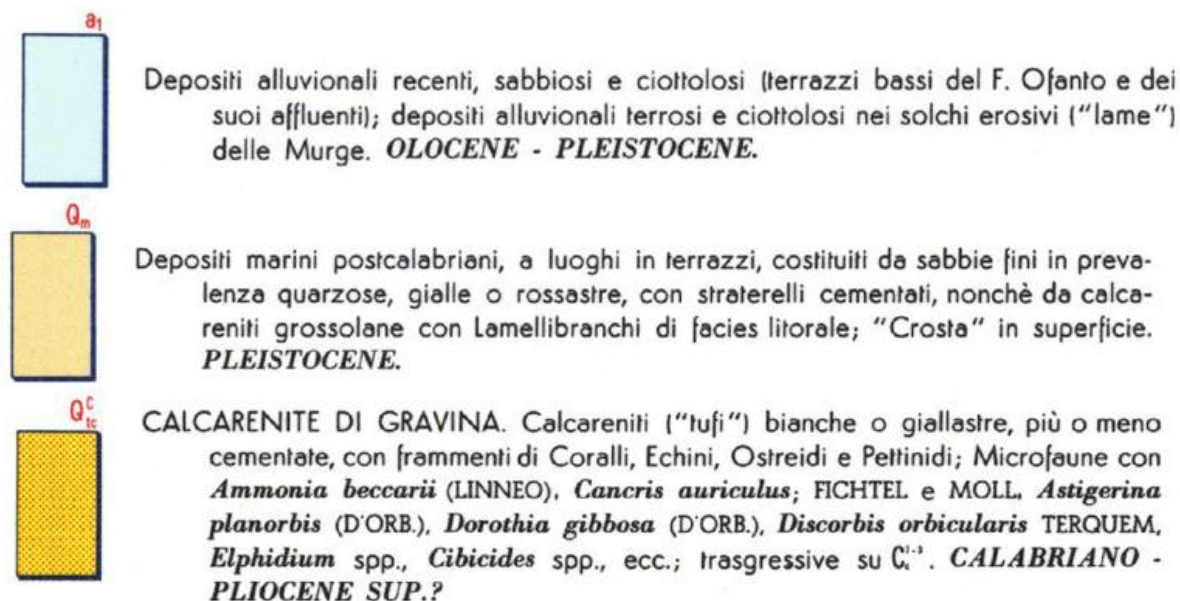 a₁
Depositi alluvionali recenti, sabbiosi e ciottolosi (terrazzi bassi del F. Ofanto e dei
suoi affluenti); depositi alluvionali terrosi e ciottolosi nei solchi erosivi ("lame")
delle Murge. OLOCENE - PLEISTOCENE.
Qm
Depositi marini postcalabriani, a luoghi in terrazzi, costituiti da sabbie fini in preva-
lenza quarzose, gialle o rossastre, con straterelli cementati, nonchè da calca-
reniti grossolane con Lamellibranchi di facies litorale; "Crosta" in superficie.
PLEISTOCENE.
Q^C_tc
CALCARENITE DI GRAVINA. Calcareniti ("tufi") bianche o giallastre, più o meno
cementate, con frammenti di Coralli, Echini, Ostreidi e Pettinidi; Microfaune con
Ammonia beccarii (LINNEO), Cancris auriculus; FICHTEL e MOLL, Astigerina
planorbis (D'ORB.), Dorothia gibbosa (D'ORB.), Discorbis orbicularis TERQUEM,
Elphidium spp., Cibicides spp., ecc.; trasgressive su. CALABRIANO -
PLIOCENE SUP.?